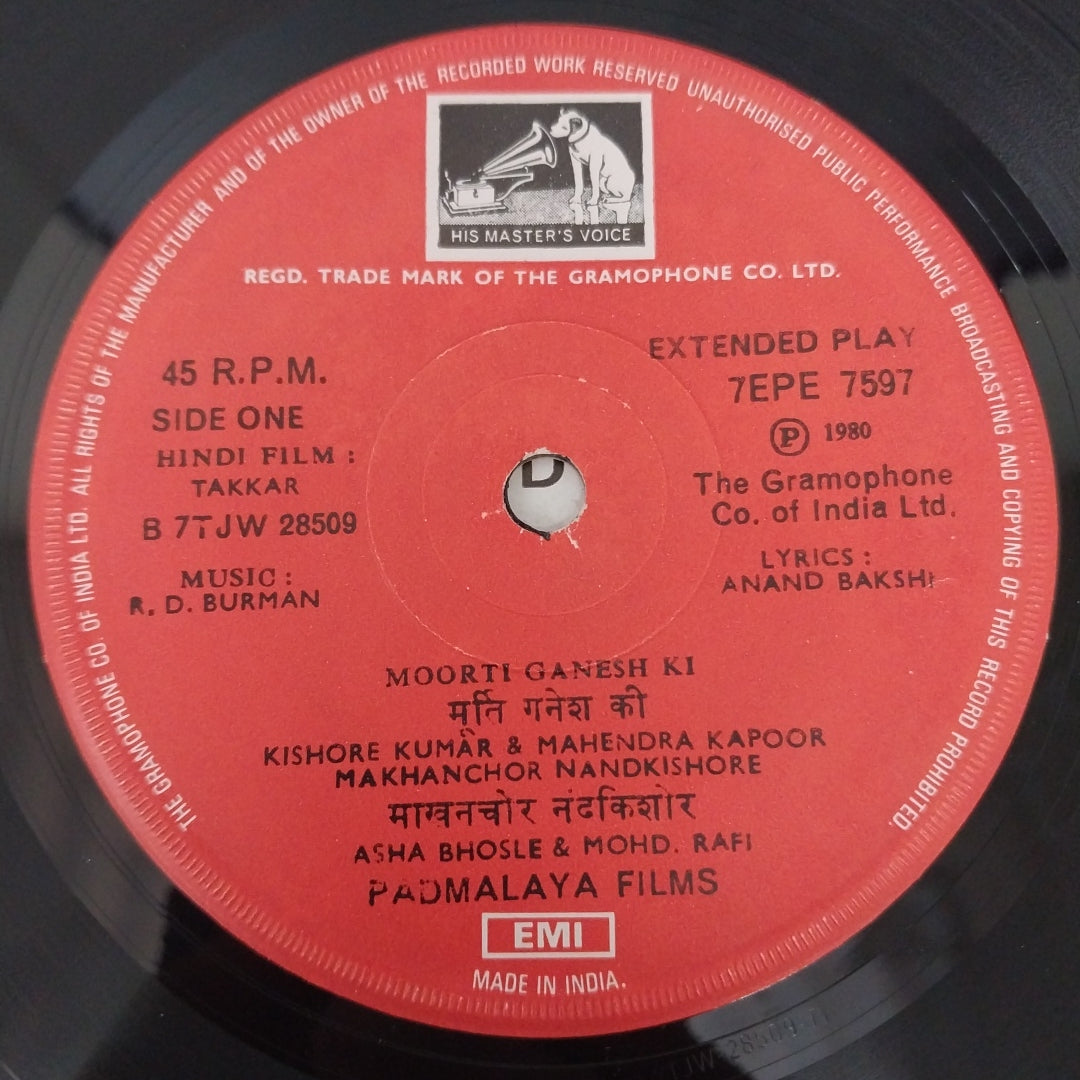 THE GRAMOPHONE CO. OF INDIA LTD. ALL RIGHTS OF THE MANUFACTURER AND OF THE OWNER OF THE RECORDED WORK RESERVED UNAUTHORISED PUBLIC PERFORMANCE BROADCASTING AND COPYING OF THIS RECORD PROHIBITED.
HIS MASTER'S VOICE
REGD. TRADE MARK OF THE GRAMOPHONE CO. LTD.
45 R.P.M.
SIDE ONE
HINDI FILM :
TAKKAR
B 7TJW 28509
MUSIC :
R. D. BURMAN
EXTENDED PLAY
7EPE 7597
Ⓟ 1980
The Gramophone
Co. of India Ltd.
LYRICS :
ANAND BAKSHI
D
MOORTI GANESH KI
मूर्ति गनेश की
KISHORE KUMAR & MAHENDRA KAPOOR
MAKHANCHOR NANDKISHORE
माखनचोर नंदकिशोर
ASHA BHOSLE & MOHD. RAFI
PADMALAYA FILMS
EMI
MADE IN INDIA.